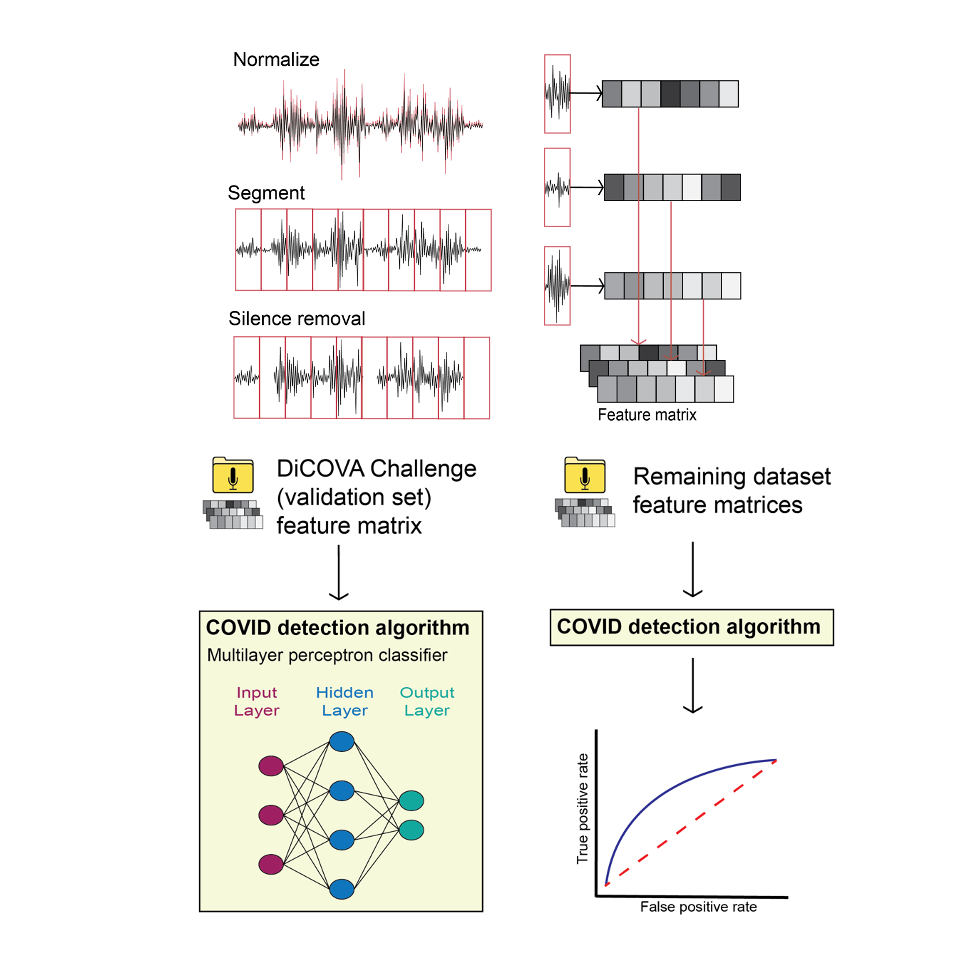 Normalize
Segment
Silence removal
Feature matrix
DiCOVA Challenge
(validation set)
feature matrix
Remaining dataset
feature matrices
COVID detection algorithm
Multilayer perceptron classifier
Input
Layer
Hidden
Layer
Output
Layer
COVID detection algorithm
True positive rate
False positive rate